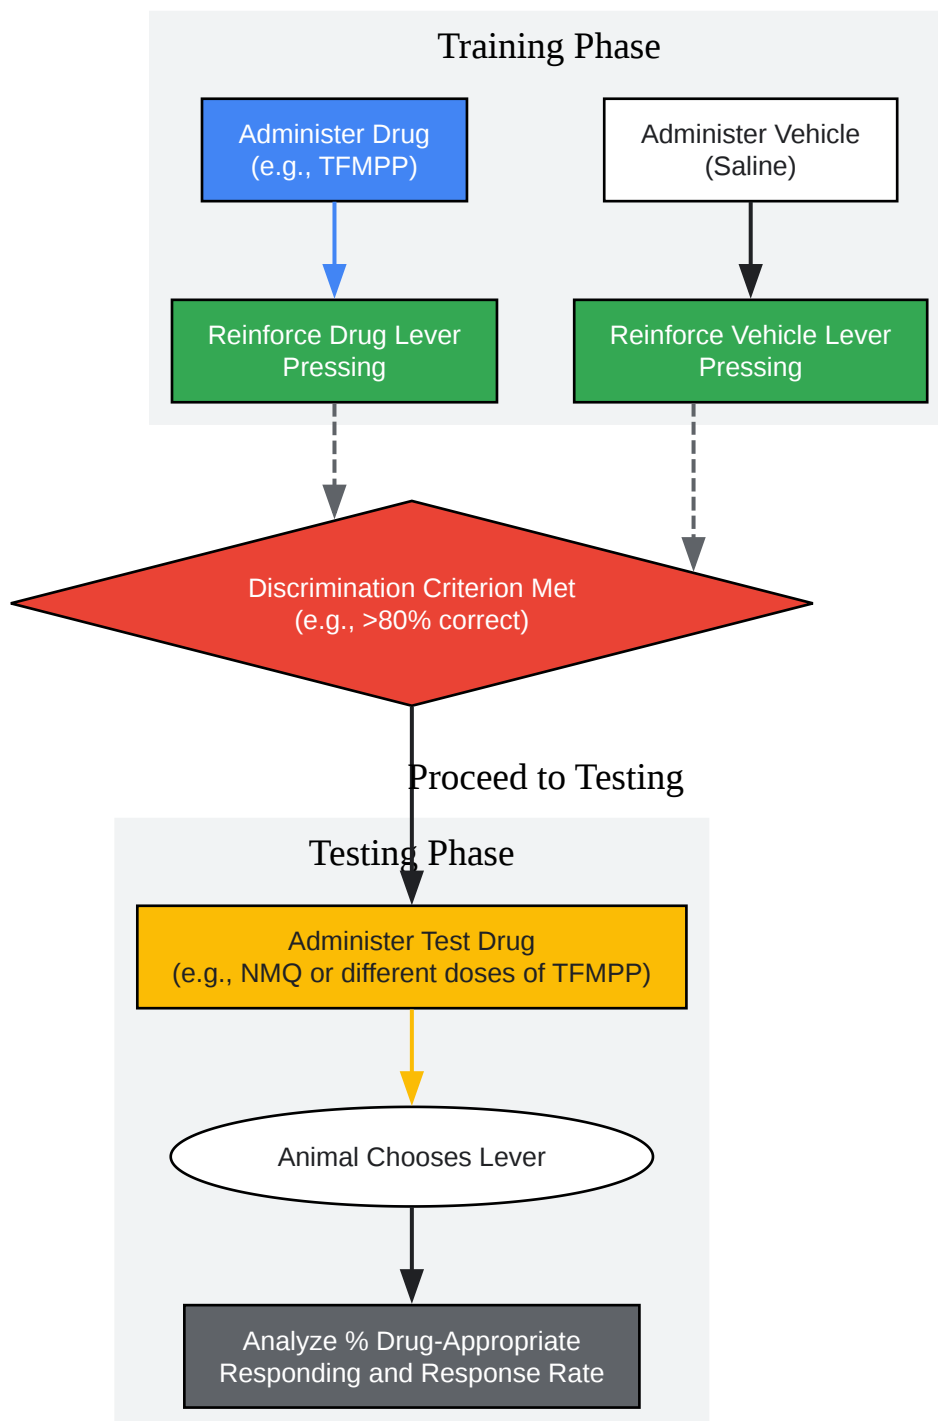 Training Phase
Administer Drug
(e.g., TFMPP)
Administer Vehicle
(Saline)
Reinforce Drug Lever
Pressing
Reinforce Vehicle Lever
Pressing
Discrimination Criterion Met
(e.g., >80% correct)
Proceed to Testing
Testing Phase
Administer Test Drug
(e.g., NMQ or different doses of TFMPP)
Animal Chooses Lever
Analyze % Drug-Appropriate
Responding and Response Rate